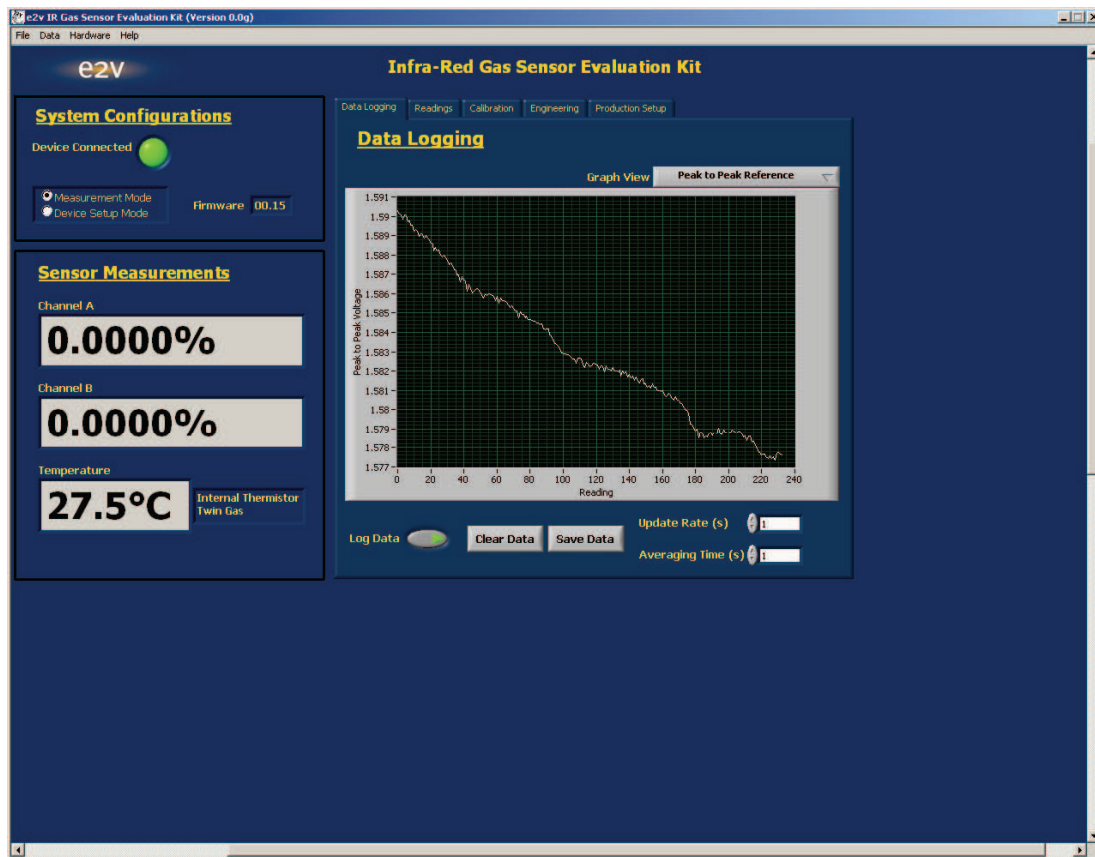 e2v IR Gas Sensor Evaluation Kit (Version 0.0g)
File Data Hardware Help
e2v
Infra-Red Gas Sensor Evaluation Kit
System Configurations
Device Connected
Measurement Mode
Device Setup Mode
Firmware 00.15
Sensor Measurements
Channel A
0.0000%
Channel B
0.0000%
Temperature
27.5°C
Internal Thermistor
Twin Gas
Data Logging Readings Calibration Engineering Production Setup
Data Logging
Graph View Peak to Peak Reference
Peak to Peak Voltage
1.591
1.59
1.589
1.588
1.587
1.586
1.585
1.584
1.583
1.582
1.581
1.58
1.579
1.578
1.577
0 20 40 60 80 100 120 140 160 180 200 220 240
Reading
Log Data Clear Data Save Data
Update Rate (s) 1
Averaging Time (s) 1